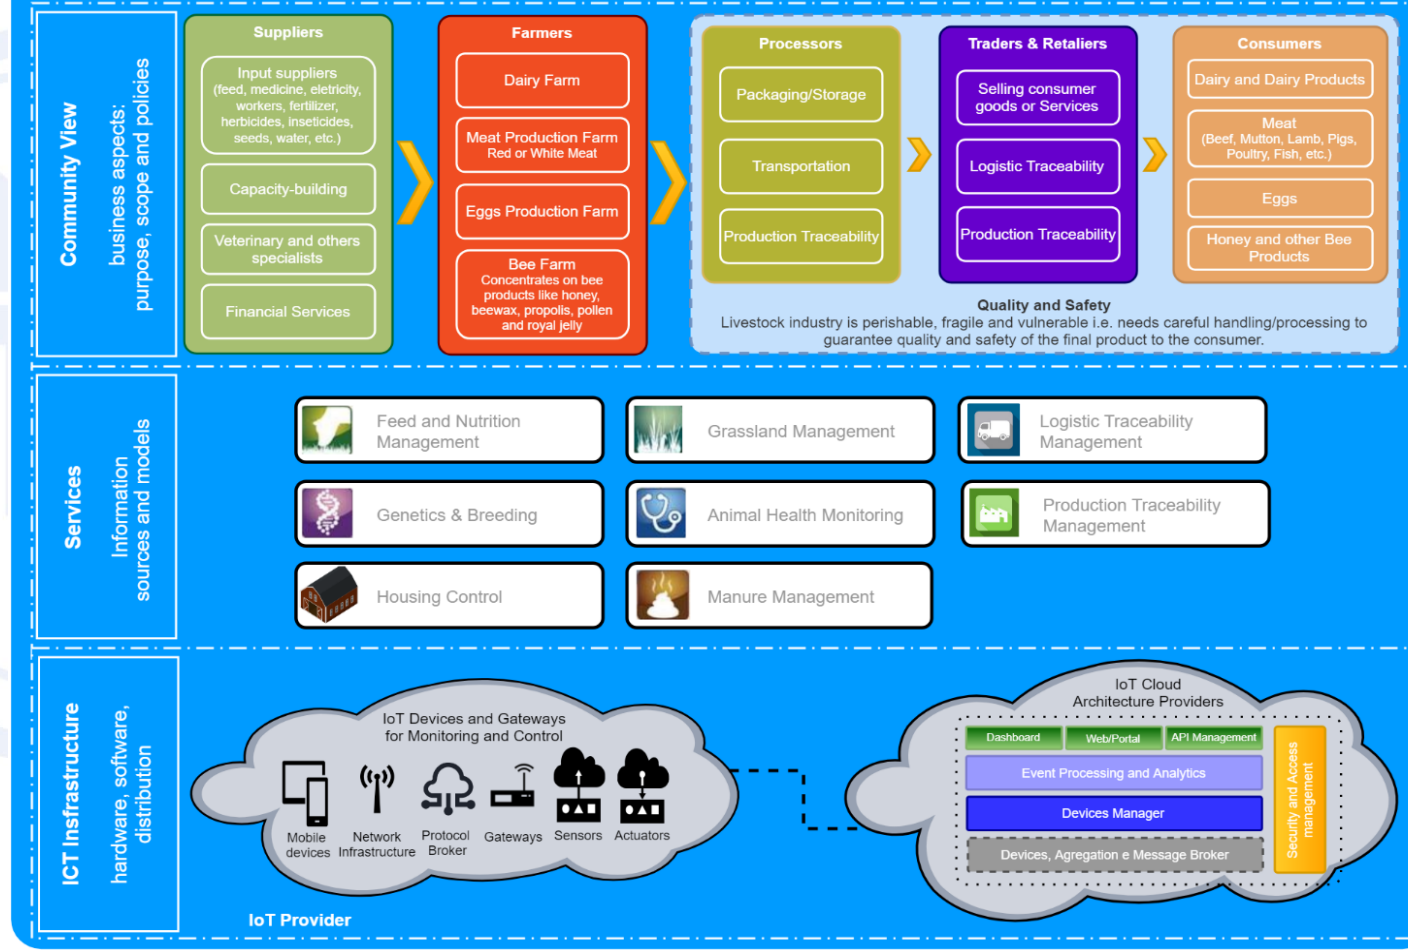 Community View
business aspects:
purpose, scope and policies
Suppliers
Input suppliers
(feed, medicine, eletricity,
workers, fertilizer,
herbicides, inseticides,
seeds, water, etc.)
Capacity-building
Veterinary and others
specialists
Financial Services
Farmers
Dairy Farm
Meat Production Farm
Red or White Meat
Eggs Production Farm
Bee Farm
Concentrates on bee
products like honey,
beewax, propolis, pollen
and royal jelly
Processors
Packaging/Storage
Transportation
Production Traceability
Traders & Retaliers
Selling consumer
goods or Services
Logistic Traceability
Production Traceability
Consumers
Dairy and Dairy Products
Meat
(Beef, Mutton, Lamb, Pigs,
Poultry, Fish, etc.)
Eggs
Honey and other Bee
Products
Quality and Safety
Livestock industry is perishable, fragile and vulnerable i.e. needs careful handling/processing to
guarantee quality and safety of the final product to the consumer.
Services
Information
sources and models
Feed and Nutrition
Management
Grassland Management
Logistic Traceability
Management
Genetics & Breeding
Animal Health Monitoring
Production Traceability
Management
Housing Control
Manure Management
ICT Insfrastructure
hardware, software,
distribution
IoT Devices and Gateways
for Monitoring and Control
Mobile
devices
Network
Infrastructure
Protocol
Broker
Gateways
Sensors
Actuators
IoT Provider
IoT Cloud
Architecture Providers
Dashboard
Web/Portal
API Management
Event Processing and Analytics
Devices Manager
Devices, Agregation e Message Broker
Security and Access
management